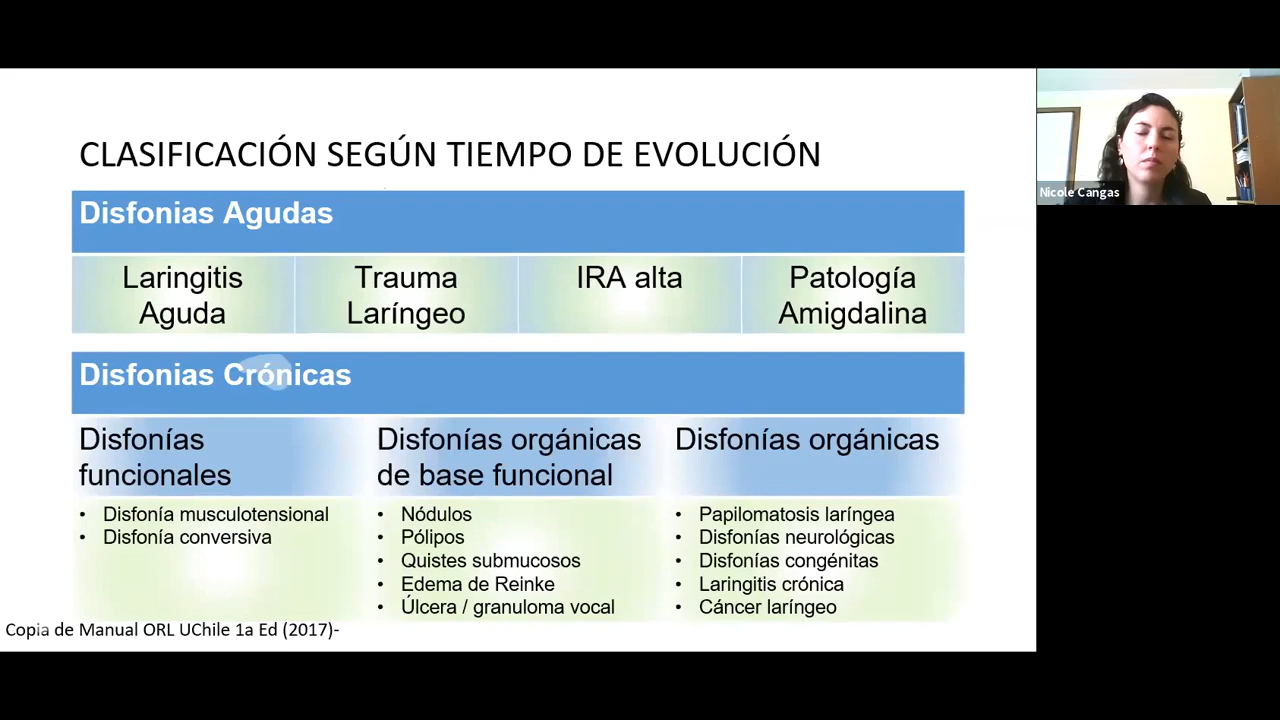 CLASIFICACIÓN SEGÚN TIEMPO DE EVOLUCIÓN
Nicole Cangas
Disfonias Agudas
Laringitis
Aguda
Trauma
Laríngeo
IRA alta
Patología
Amigdalina
Disfonias Crónicas
Disfonías
funcionales
• Disfonía musculotensional
• Disfonía conversiva
Disfonías orgánicas
de base funcional
• Nódulos
• Pólipos
• Quistes submucosos
• Edema de Reinke
• Úlcera / granuloma vocal
Disfonías orgánicas
• Papilomatosis laríngea
• Disfonías neurológicas
• Disfonías congénitas
• Laringitis crónica
• Cáncer laríngeo
Copia de Manual ORL UChile 1a Ed (2017)-